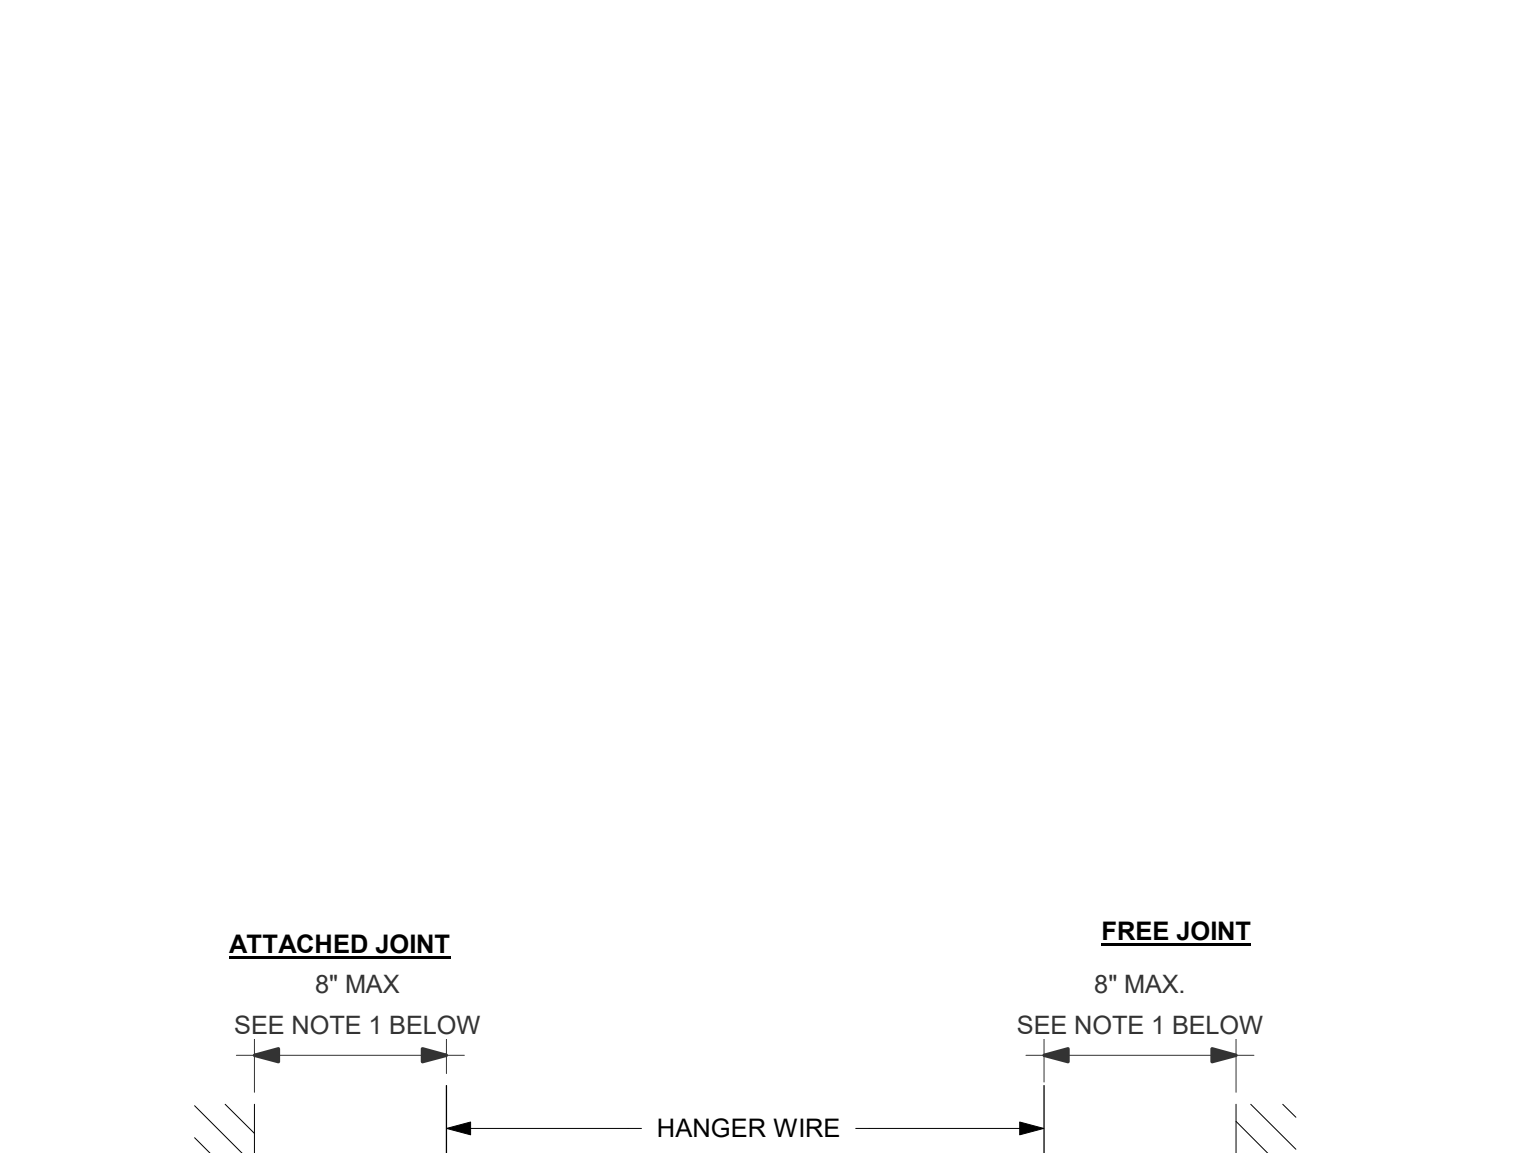 ATTACHED JOINT
8" MAX
SEE NOTE 1 BELOW
FREE JOINT
8" MAX.
SEE NOTE 1 BELOW
HANGER WIRE